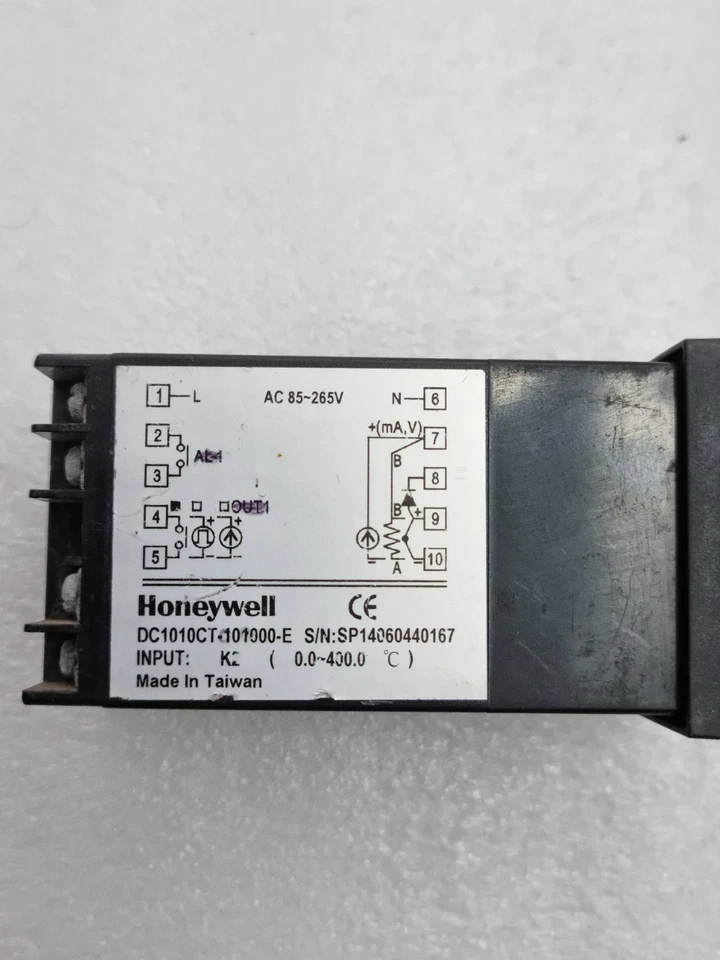 1 L AC 85~265V N 6
2 +(mA,V) 7
AL1
B
3 8
4 OUT1 + + B + 9
5 - A - 10
Honeywell CE
DC1010CT-101000-E S/N:SP14060440167
INPUT: K2 ( 0.0~400.0 ℃ )
Made In Taiwan